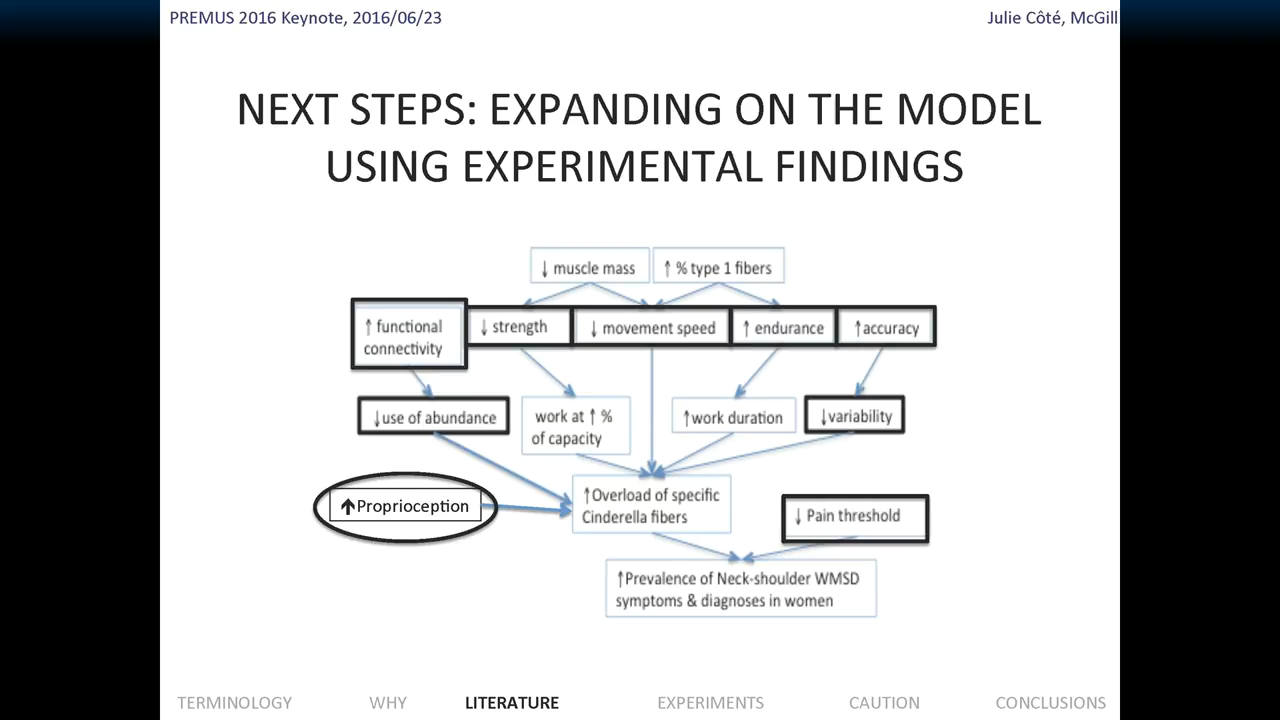 PREMUS 2016 Keynote, 2016/06/23
Julie Côté, McGill
NEXT STEPS: EXPANDING ON THE MODEL
USING EXPERIMENTAL FINDINGS
↓ muscle mass
↑ % type 1 fibers
↑ functional
connectivity
↓ strength
↓ movement speed
↑ endurance
↑accuracy
↓use of abundance
work at ↑ %
of capacity
↑work duration
↓variability
↑Proprioception
↑Overload of specific
Cinderella fibers
↓ Pain threshold
↑Prevalence of Neck-shoulder WMSD
symptoms & diagnoses in women
TERMINOLOGY
WHY
LITERATURE
EXPERIMENTS
CAUTION
CONCLUSIONS